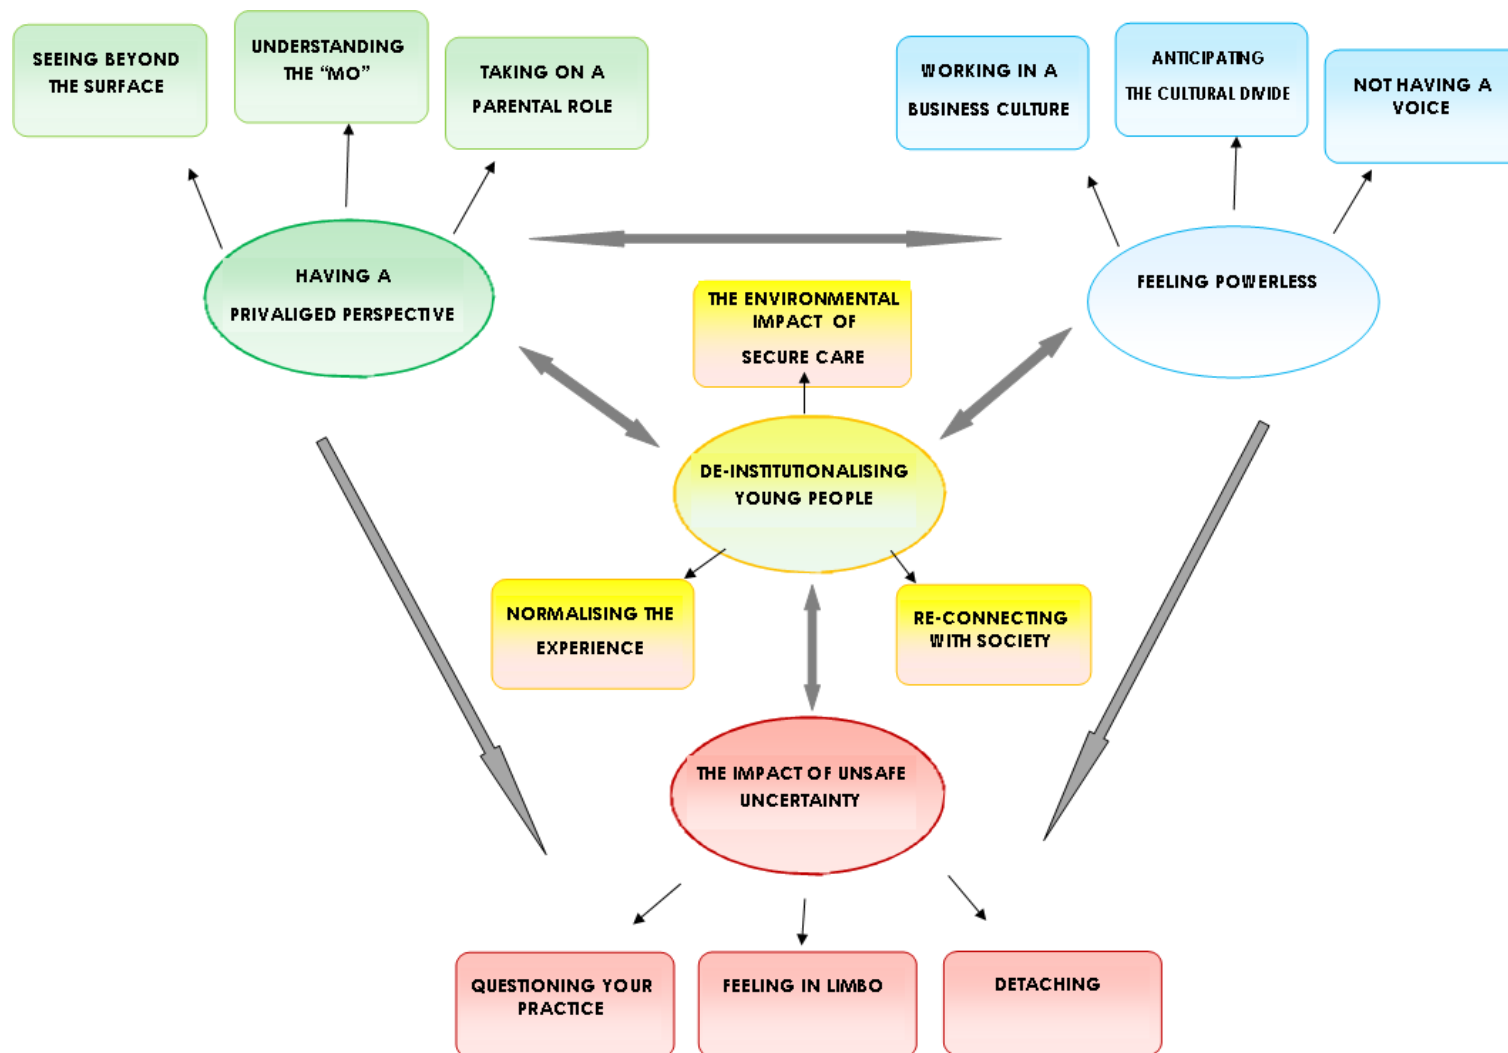 SEEING BEYOND
THE SURFACE
UNDERSTANDING
THE “MO”
TAKING ON A
PARENTAL ROLE
WORKING IN A
BUSINESS CULTURE
ANTICIPATING
THE CULTURAL DIVIDE
NOT HAVING A
VOICE
HAVING A
PRIVALIGED PERSPECTIVE
FEELING POWERLESS
THE ENVIRONMENTAL
IMPACT OF
SECURE CARE
DE-INSTITUTIONALISING
YOUNG PEOPLE
NORMALISING THE
EXPERIENCE
RE-CONNECTING
WITH SOCIETY
THE IMPACT OF UNSAFE
UNCERTAINTY
QUESTIONING YOUR
PRACTICE
FEELING IN LIMBO
DETACHING